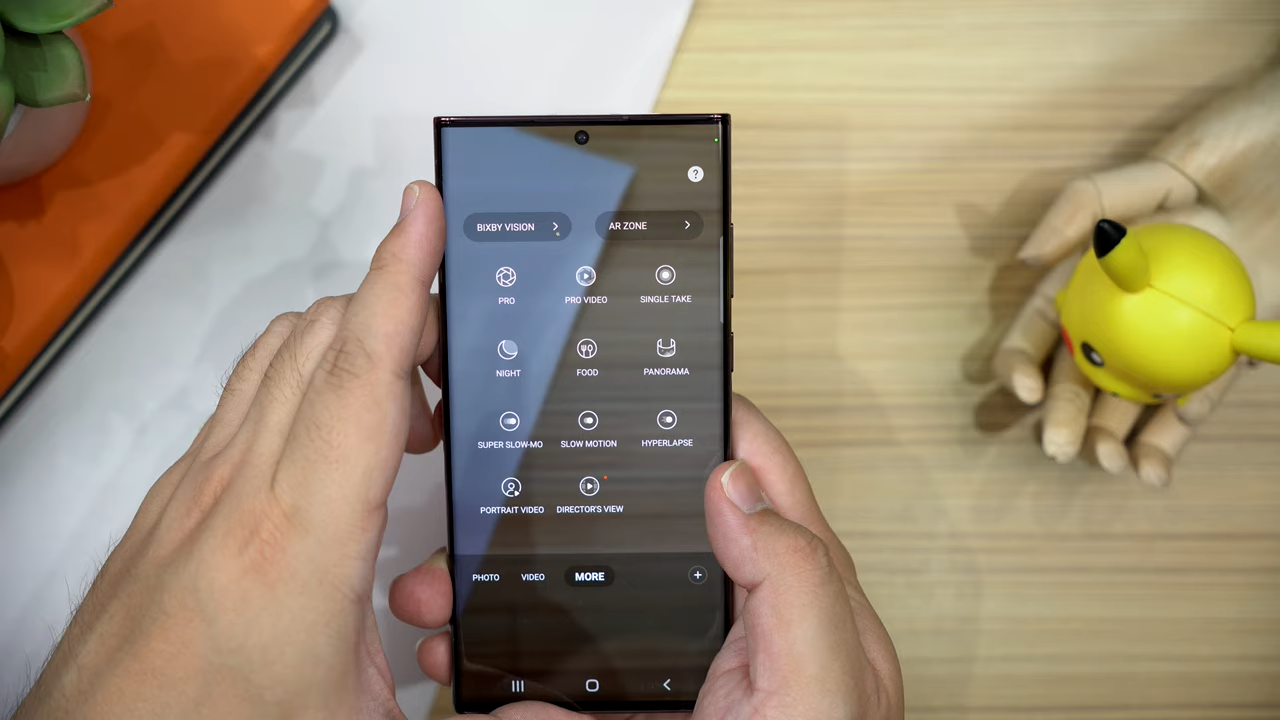 ?
BIXBY VISION
AR ZONE
PRO
PRO VIDEO
SINGLE TAKE
NIGHT
FOOD
PANORAMA
SUPER SLOW-MO
SLOW MOTION
HYPERLAPSE
PORTRAIT VIDEO
DIRECTOR'S VIEW
PHOTO
VIDEO
MORE